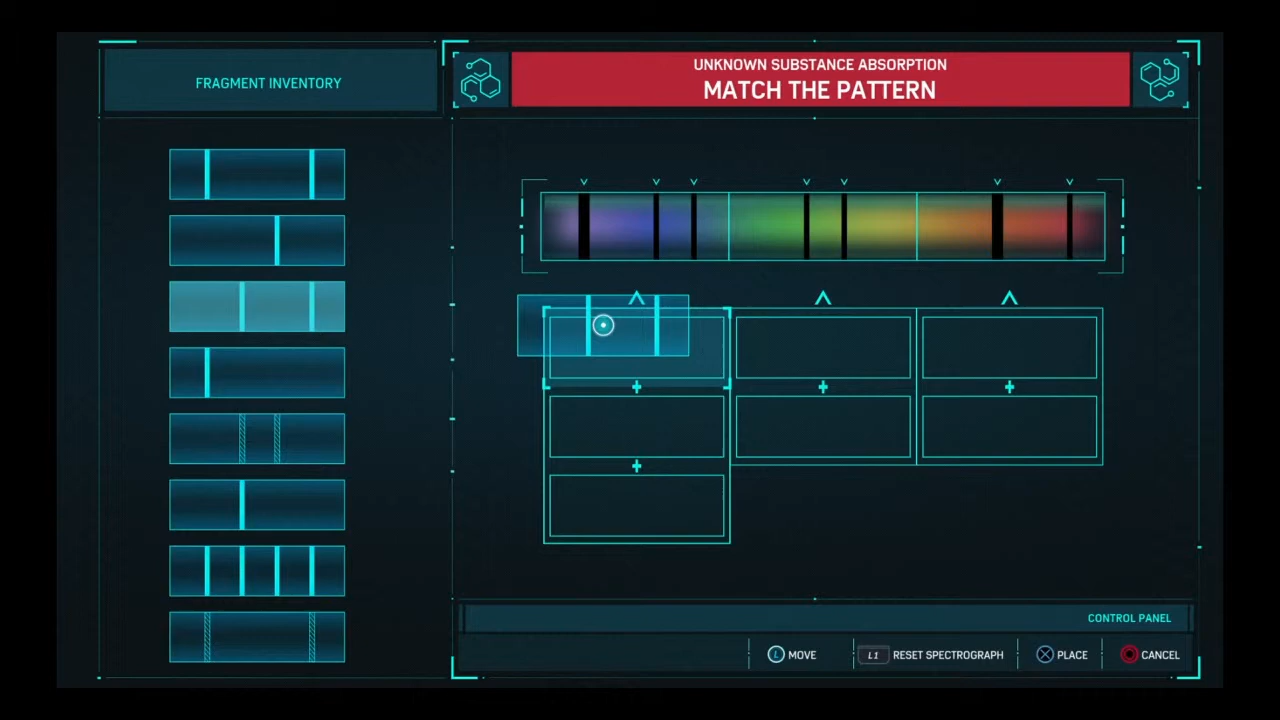 FRAGMENT INVENTORY
UNKNOWN SUBSTANCE ABSORPTION
MATCH THE PATTERN
CONTROL PANEL
L MOVE
L1 RESET SPECTROGRAPH
PLACE
CANCEL